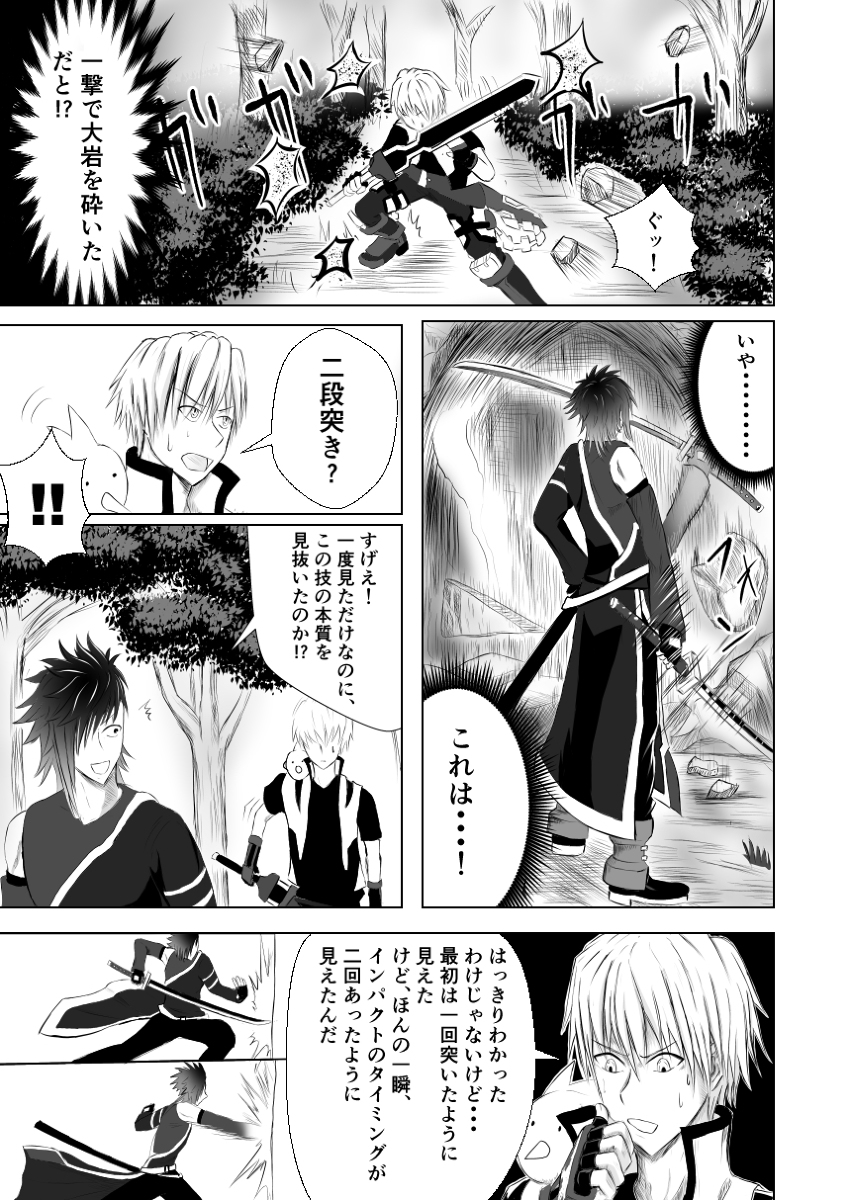 ぐッ！
ガガガガ
一撃で大岩を砕いた
だと!?
いや・・・・・・・・・
これは・・・！
二段突き？
!!
すげえ！
一度見ただけなのに、
この技の本質を
見抜いたのか!?
はっきりわかった
わけじゃないけど・・・
最初は一回突いたように
見えた
けど、ほんの一瞬、
インパクトのタイミングが
二回あったように
見えたんだ